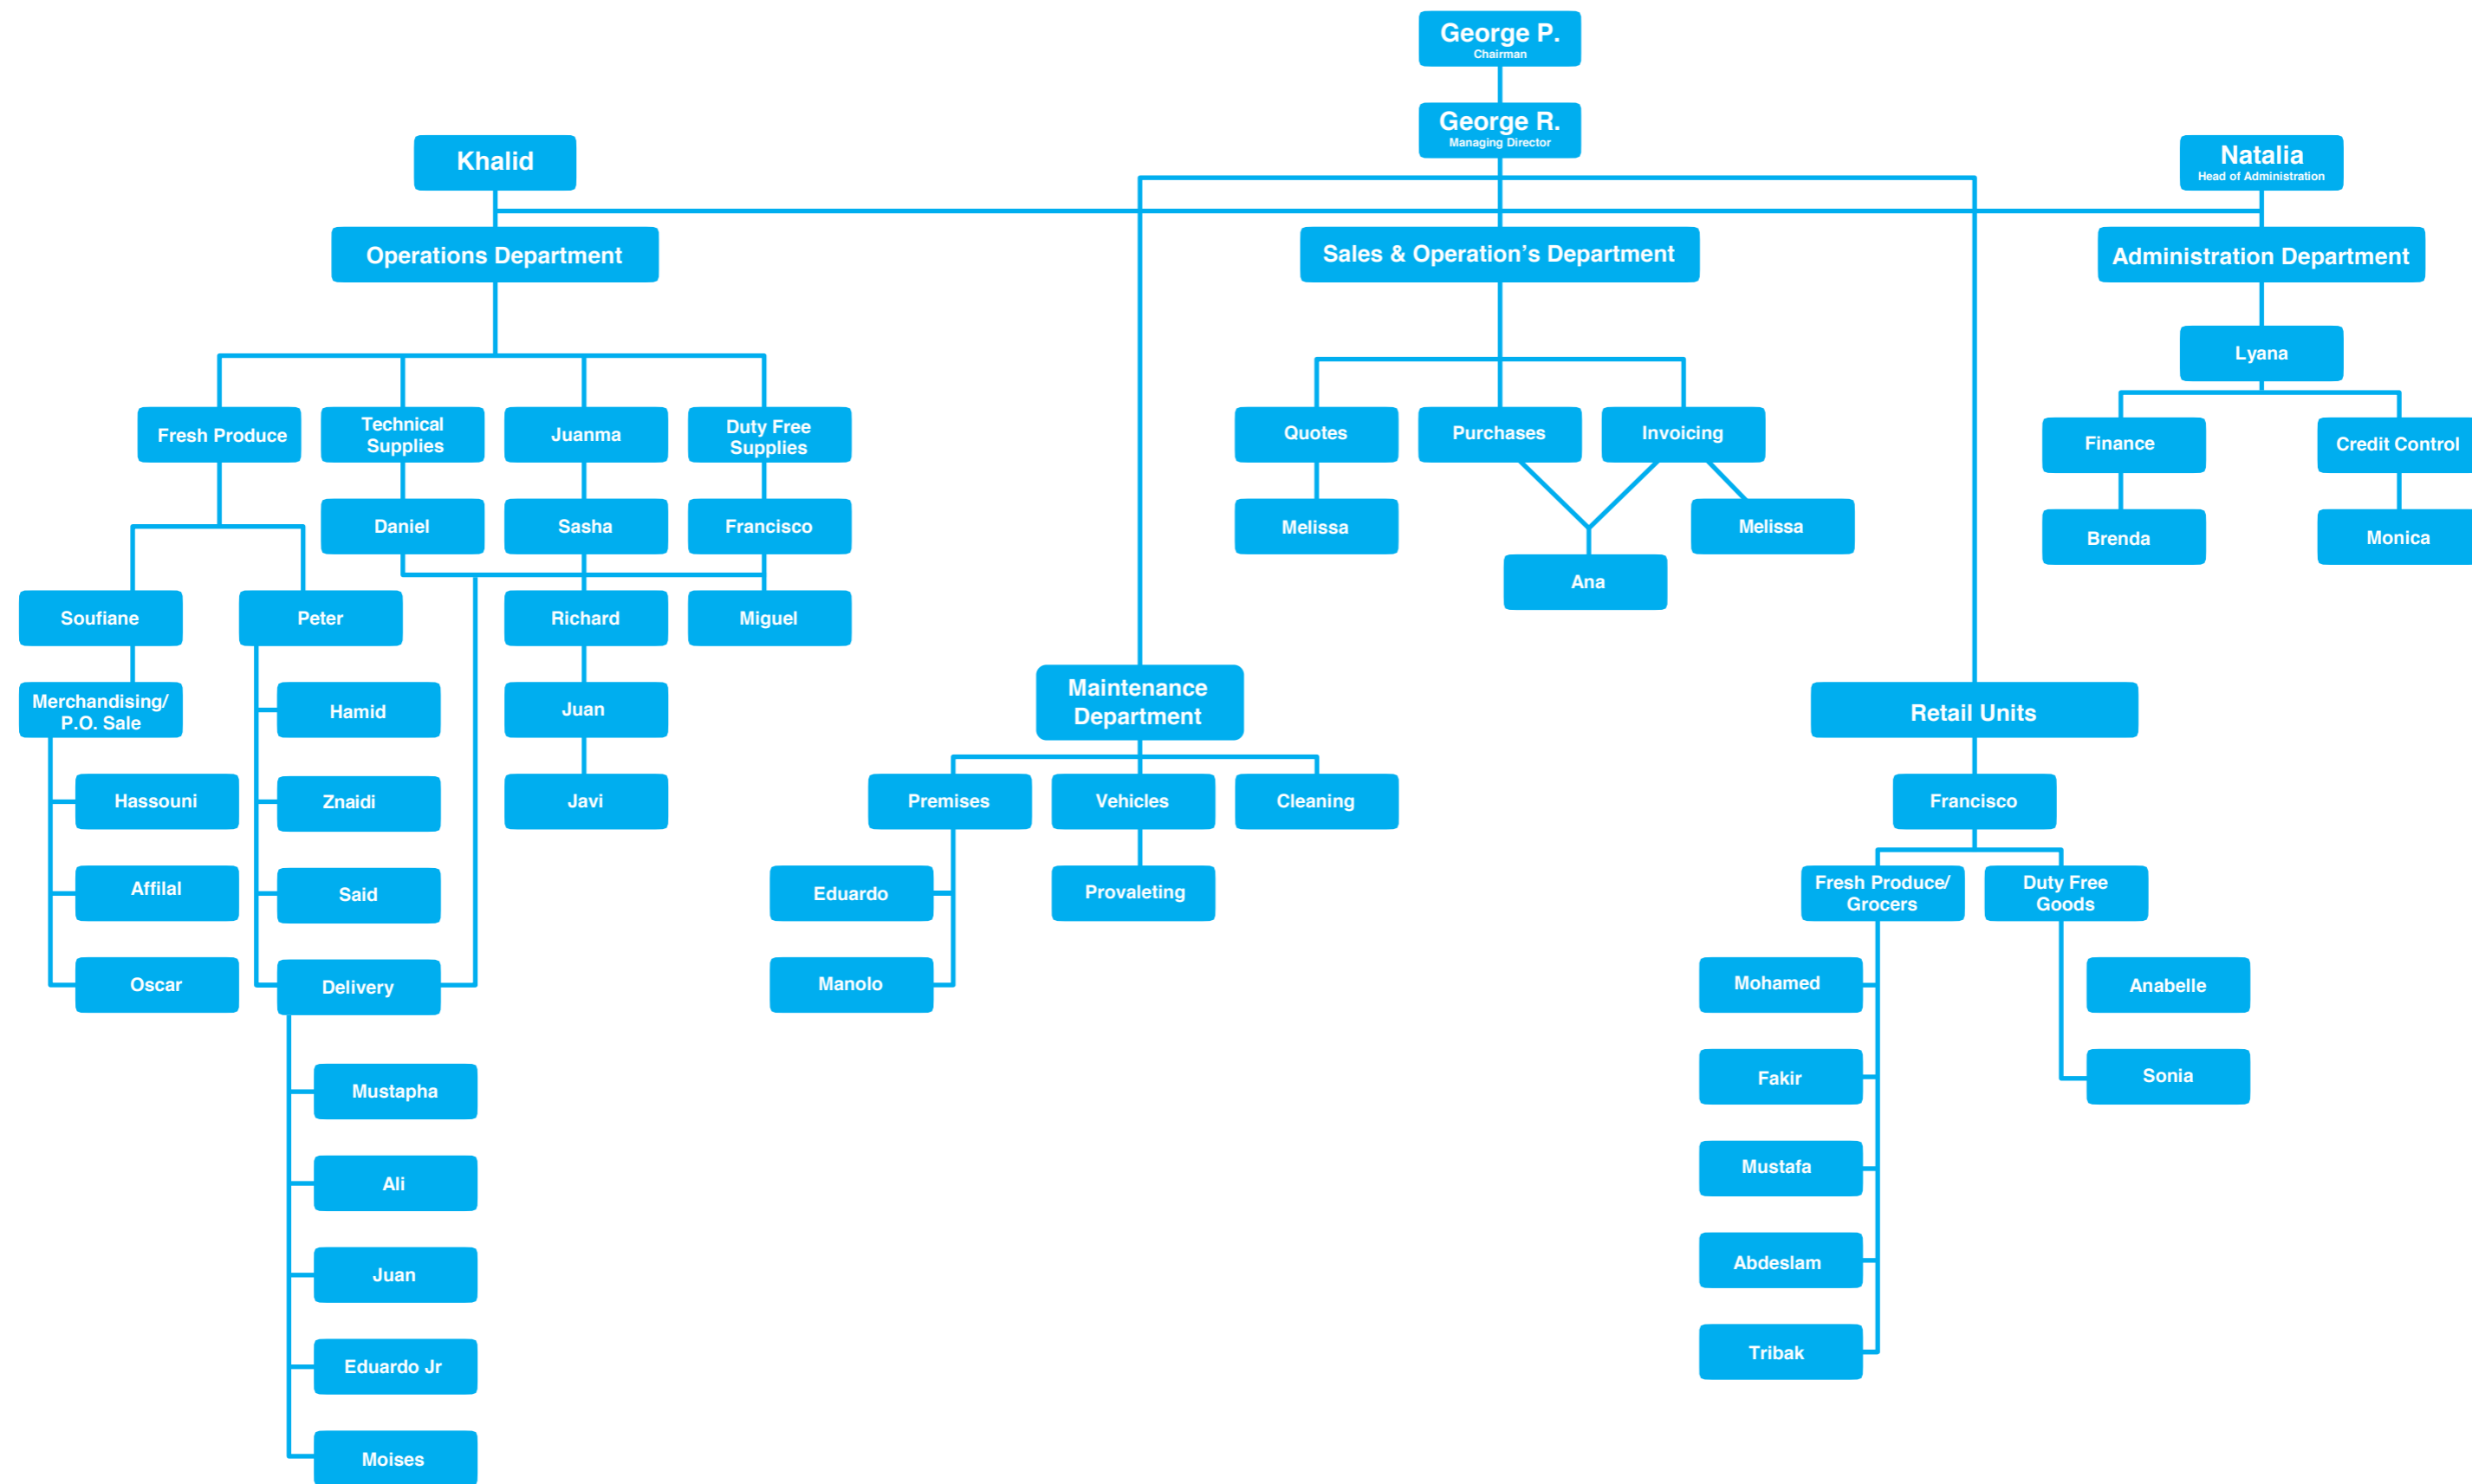 George P.
Chairman
George R.
Managing Director
Khalid
Natalia
Head of Administration
Operations Department
Sales & Operation’s Department
Administration Department
Lyana
Fresh Produce
Technical
Supplies
Juanma
Duty Free
Supplies
Quotes
Purchases
Invoicing
Finance
Credit Control
Daniel
Sasha
Francisco
Melissa
Melissa
Brenda
Monica
Ana
Soufiane
Peter
Richard
Miguel
Merchandising/
P.O. Sale
Hamid
Juan
Maintenance
Department
Retail Units
Hassouni
Znaidi
Javi
Premises
Vehicles
Cleaning
Francisco
Affilal
Said
Eduardo
Provaleting
Fresh Produce/
Grocers
Duty Free
Goods
Oscar
Delivery
Manolo
Mohamed
Anabelle
Mustapha
Fakir
Sonia
Ali
Mustafa
Juan
Abdeslam
Eduardo Jr
Tribak
Moises